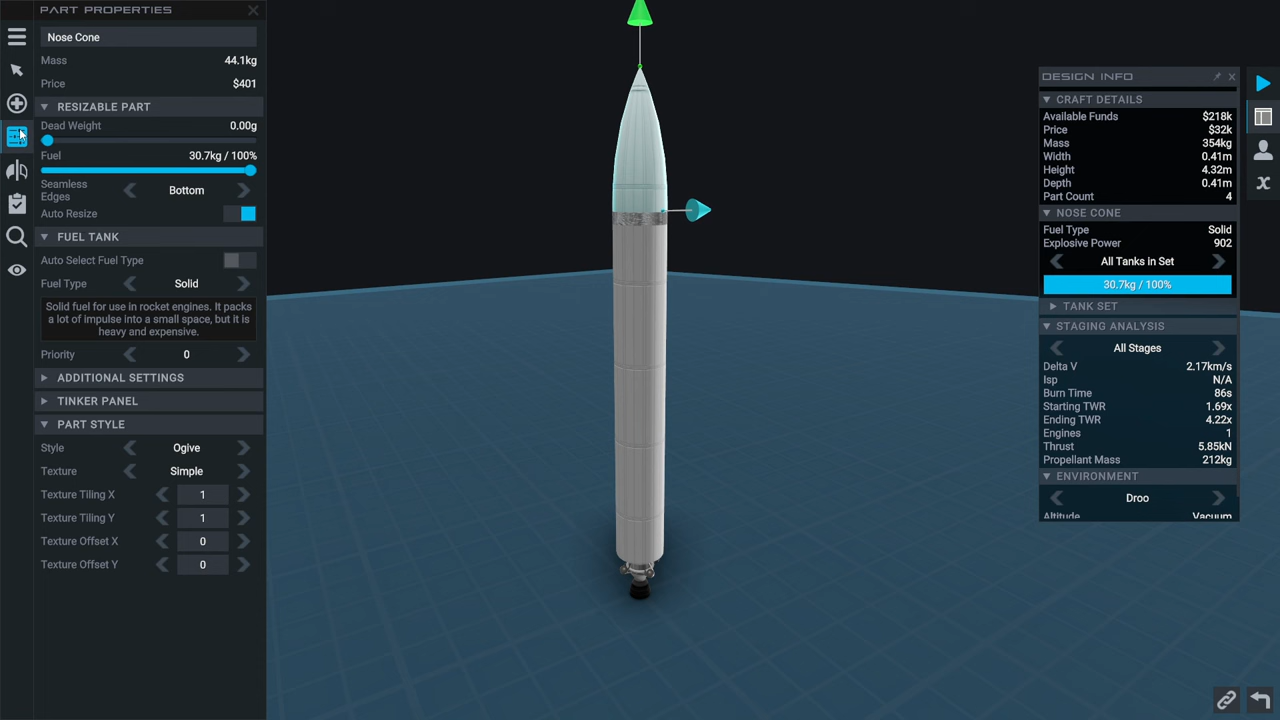 PART PROPERTIES
Nose Cone
Mass 44.1kg
Price $401
RESIZABLE PART
Dead Weight 0.00g
Fuel 30.7kg / 100%
Seamless
Edges
Bottom
Auto Resize
FUEL TANK
Auto Select Fuel Type
Fuel Type Solid
Solid fuel for use in rocket engines. It packs
a lot of impulse into a small space, but it is
heavy and expensive.
Priority 0
ADDITIONAL SETTINGS
TINKER PANEL
PART STYLE
Style Ogive
Texture Simple
Texture Tiling X 1
Texture Tiling Y 1
Texture Offset X 0
Texture Offset Y 0
DESIGN INFO
CRAFT DETAILS
Available Funds $218k
Price $32k
Mass 354kg
Width 0.41m
Height 4.32m
Depth 0.41m
Part Count 4
NOSE CONE
Fuel Type Solid
Explosive Power 902
All Tanks in Set
30.7kg / 100%
TANK SET
STAGING ANALYSIS
All Stages
Delta V 2.17km/s
Isp N/A
Burn Time 86s
Starting TWR 1.69x
Ending TWR 4.22x
Engines 1
Thrust 5.85kN
Propellant Mass 212kg
ENVIRONMENT
Droo
Altitude Vacuum
x